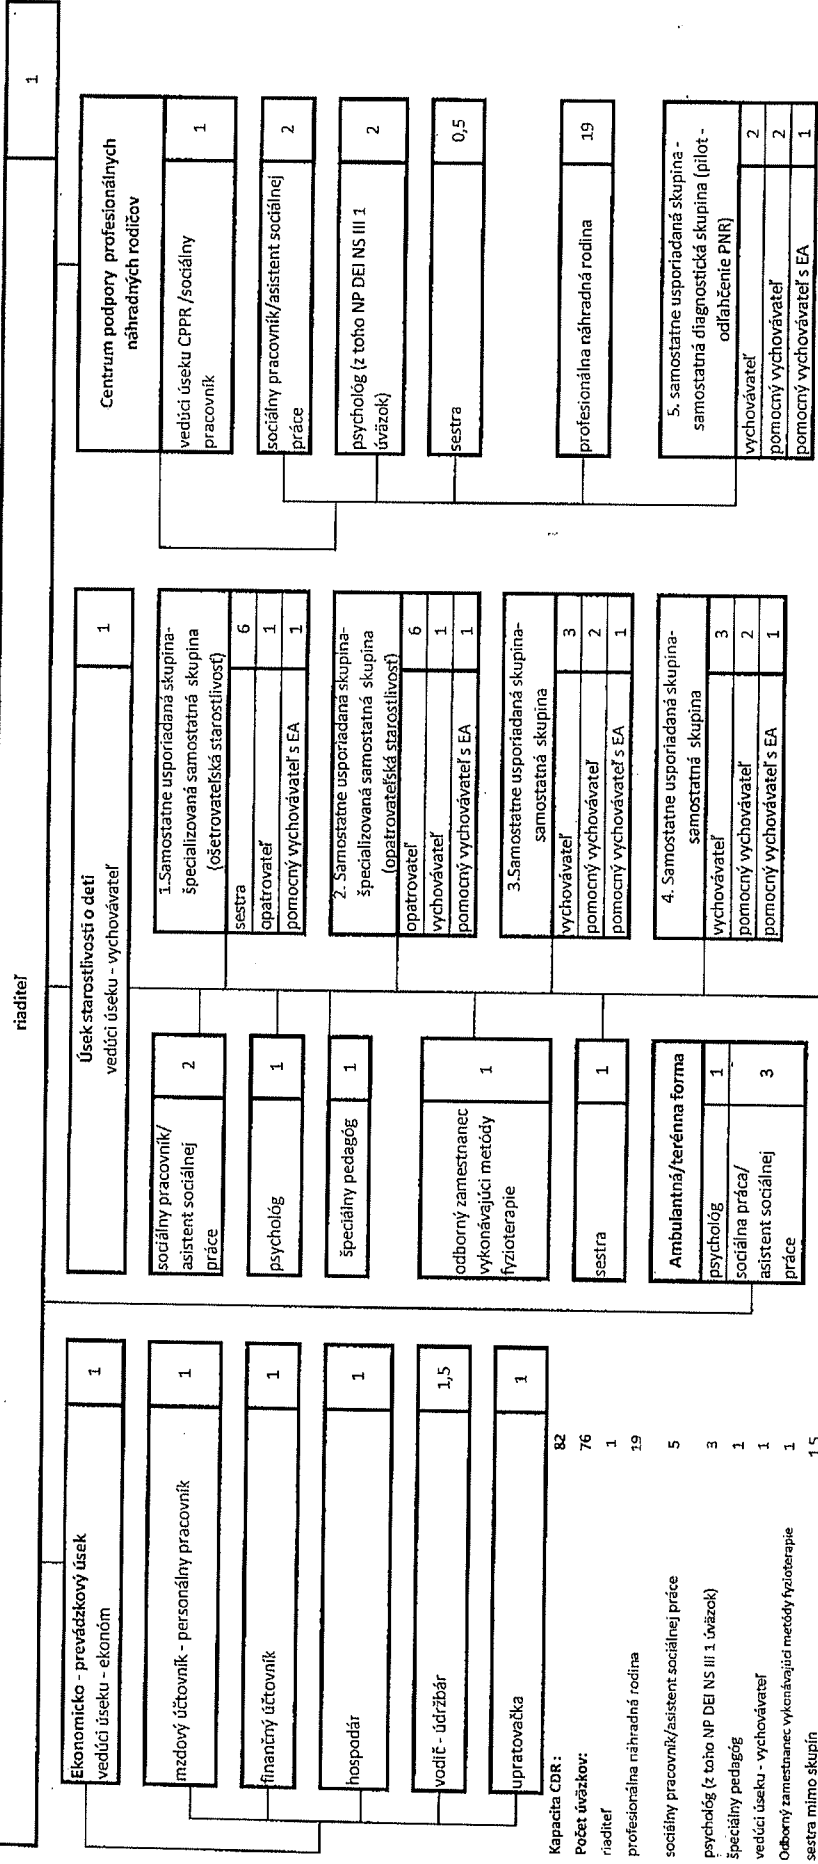 riaditeľ 1
Ekonomicko - prevádzkový úsek
vedúci úseku - ekonóm 1
mzdový účtovník - personálny pracovník 1
finančný účtovník 1
hospodár 1
vodič - údržbár 1,5
upratovačka 1
Kapacita CDR: 82
Počet úväzkov: 76
riaditeľ 1
profesionálna náhradná rodina 19
sociálny pracovník/asistent sociálnej práce 5
psychológ (z toho NP DEI NS III 1 úväzok) 3
špeciálny pedagóg 1
vedúci úseku - vychovávateľ 1
Odborný zamestnanec vykonávajúci metódy fyzioterapie 1
sestra mimo skupín 1,5
Úsek starostlivosti o deti
vedúci úseku - vychovávateľ 1
sociálny pracovník/
asistent sociálnej
práce 2
psychológ 1
špeciálny pedagóg 1
odborný zamestnanec
vykonávajúci metódy
fyzioterapie 1
sestra 1
Ambulantná/terénna forma
psychológ 1
sociálna práca/
asistent sociálnej
práce 3
1.Samostatne usporiadaná skupina-
špecializovaná samostatná skupina
(ošetrovateľská starostlivosť)
sestra 6
opatrovateľ 1
pomocný vychovávateľ s EA 1
2. Samostatne usporiadaná skupina-
špecializovaná samostatná skupina
(opatrovateľská starostlivosť)
opatrovateľ 6
vychovávateľ 1
pomocný vychovávateľ s EA 1
3.Samostatne usporiadaná skupina-
samostatná skupina
vychovávateľ 3
pomocný vychovávateľ 2
pomocný vychovávateľ s EA 1
4. Samostatne usporiadaná skupina-
samostatná skupina
vychovávateľ 3
pomocný vychovávateľ 2
pomocný vychovávateľ s EA 1
Centrum podpory profesionálnych
náhradných rodičov
vedúci úseku CPPR /sociálny
pracovník 1
sociálny pracovník/asistent sociálnej
práce 2
psychológ (z toho NP DEI NS III 1
úväzok) 2
sestra 0,5
profesionálna náhradná rodina 19
5. samostatne usporiadaná skupina -
samostatná diagnostická skupina (pilot -
odľahčenie PNR)
vychovávateľ 2
pomocný vychovávateľ 2
pomocný vychovávateľ s EA 1